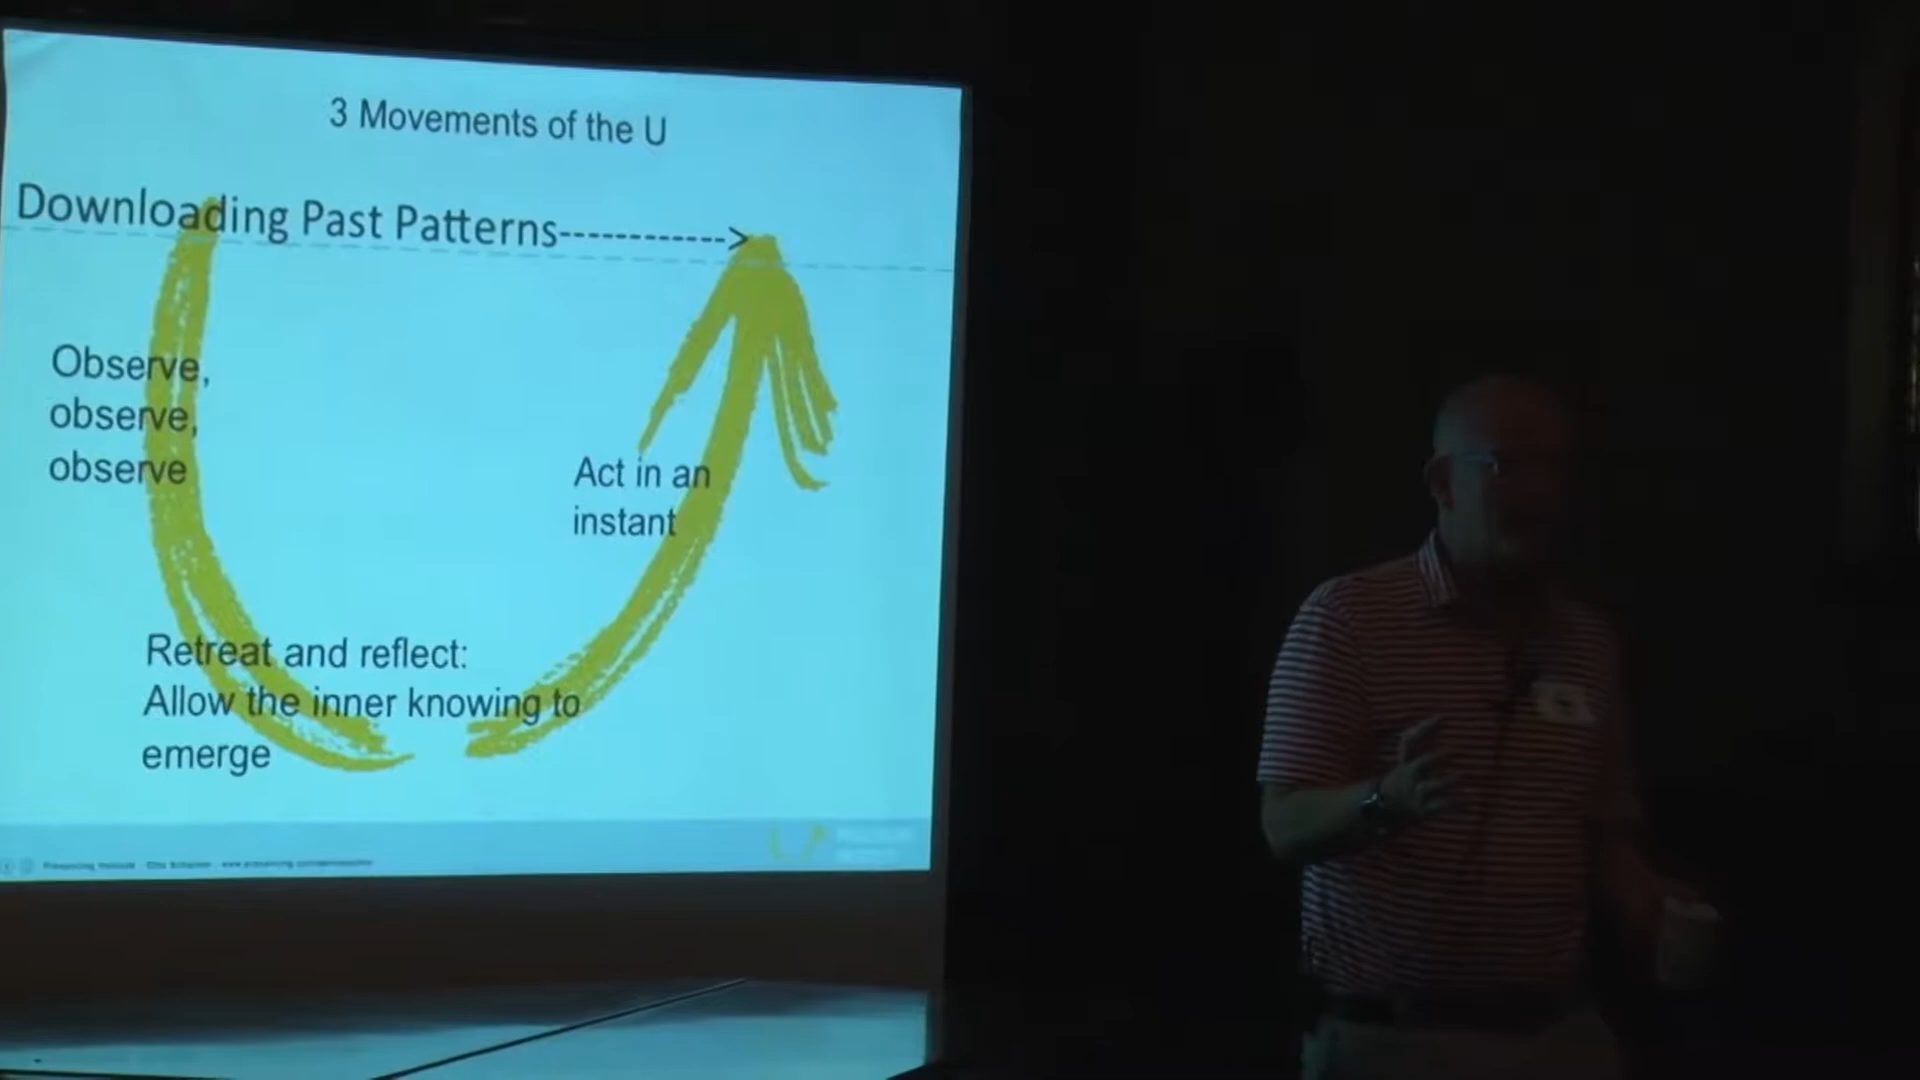 3 Movements of the U
Downloading Past Patterns------------>
Observe,
observe,
observe
Act in an
instant
Retreat and reflect:
Allow the inner knowing to
emerge